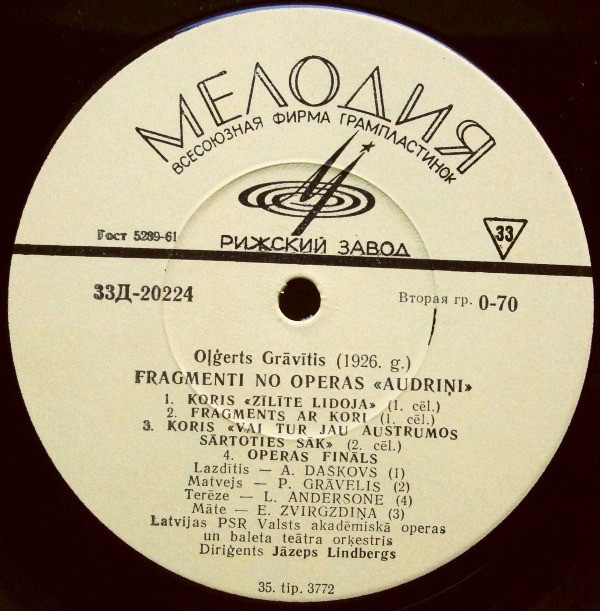 МЕЛОДИЯ
ВСЕСОЮЗНАЯ ФИРМА ГРАМПЛАСТИНОК
Гост 5289-61
РИЖСКИЙ ЗАВОД
33
33Д-20224
Вторая гр. 0-70
Oļģerts Grāvītis (1926. g.)
FRAGMENTI NO OPERAS «AUDRIŅI»
1. KORIS «ZĪLĪTE LIDOJA» (1. cēl.)
2. FRAGMENTS AR KORI (1. cēl.)
3. KORIS «VAI TUR JAU AUSTRUMOS
SĀRTOTIES SĀK» (2. cēl.)
4. OPERAS FINĀLS
Lazdītis — A. DAŠKOVS (1)
Matvejs — P. GRĀVELIS (2)
Terēze — L. ANDERSONE (4)
Māte — E. ZVIRGZDIŅA (3)
Latvijas PSR Valsts akadēmiskā operas
un baleta teātra orķestris
Diriģents Jāzeps Lindbergs
35. tip. 3772